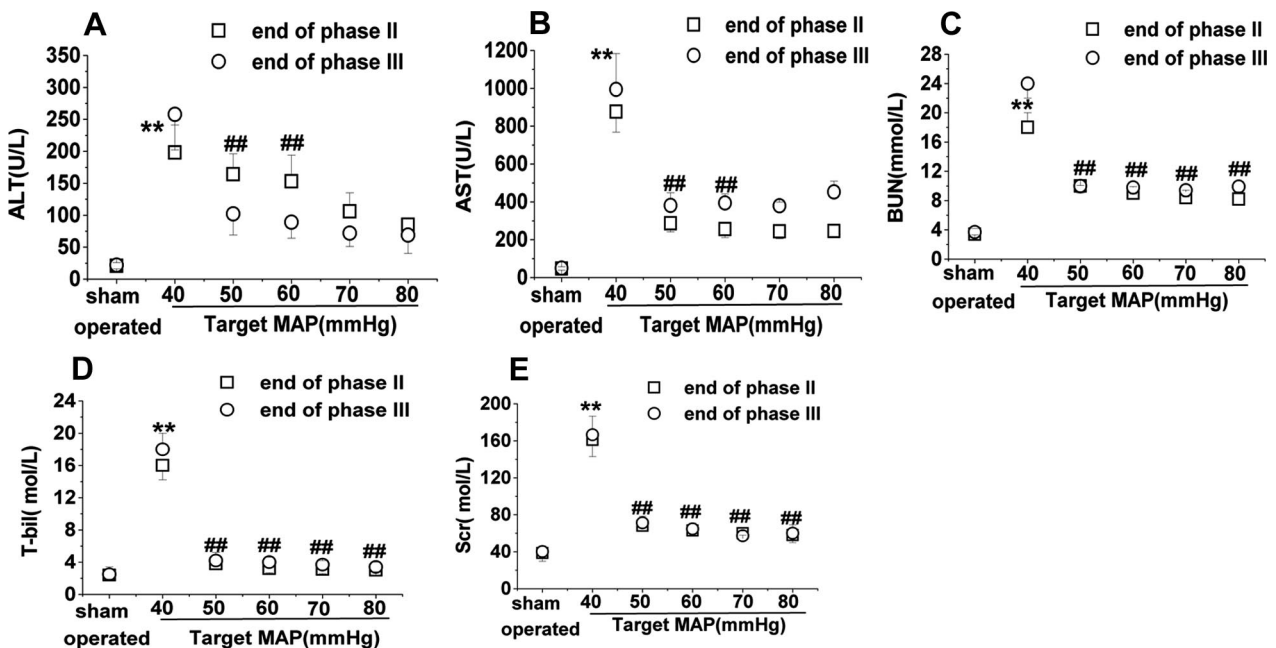 A
end of phase II
end of phase III
ALT(U/L)
350
300
250
200
150
100
50
0
**
##
##
sham
operated
40
50
60
70
80
Target MAP(mmHg)
B
end of phase II
end of phase III
AST(U/L)
1200
1000
800
600
400
200
0
**
##
##
sham
operated
40
50
60
70
80
Target MAP(mmHg)
C
end of phase II
end of phase III
BUN(mmol/L)
28
24
20
16
12
8
4
0
**
##
##
##
##
sham
operated
40
50
60
70
80
Target MAP(mmHg)
D
end of phase II
end of phase III
T-bil( mol/L)
24
20
16
12
8
4
0
**
##
##
##
##
sham
operated
40
50
60
70
80
Target MAP(mmHg)
E
end of phase II
end of phase III
Scr( mol/L)
200
160
120
80
40
0
**
##
##
##
##
sham
operated
40
50
60
70
80
Target MAP(mmHg)